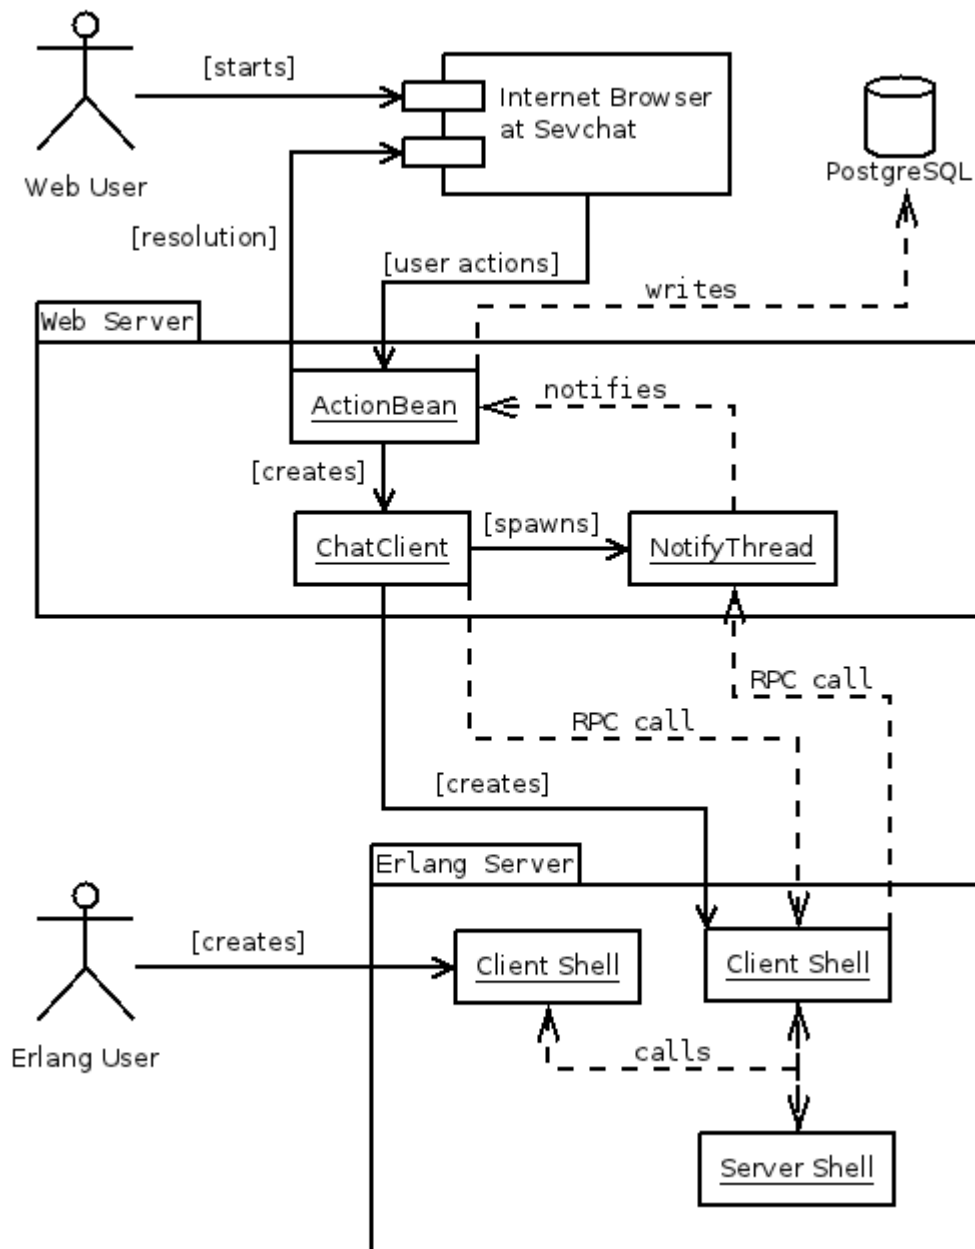 [starts]
Internet Browser
at Sevchat
Web User
PostgreSQL
[resolution]
[user actions]
writes
Web Server
ActionBean
notifies
[creates]
ChatClient
[spawns]
NotifyThread
RPC call
RPC call
[creates]
Erlang Server
[creates]
Client Shell
Client Shell
Erlang User
calls
Server Shell